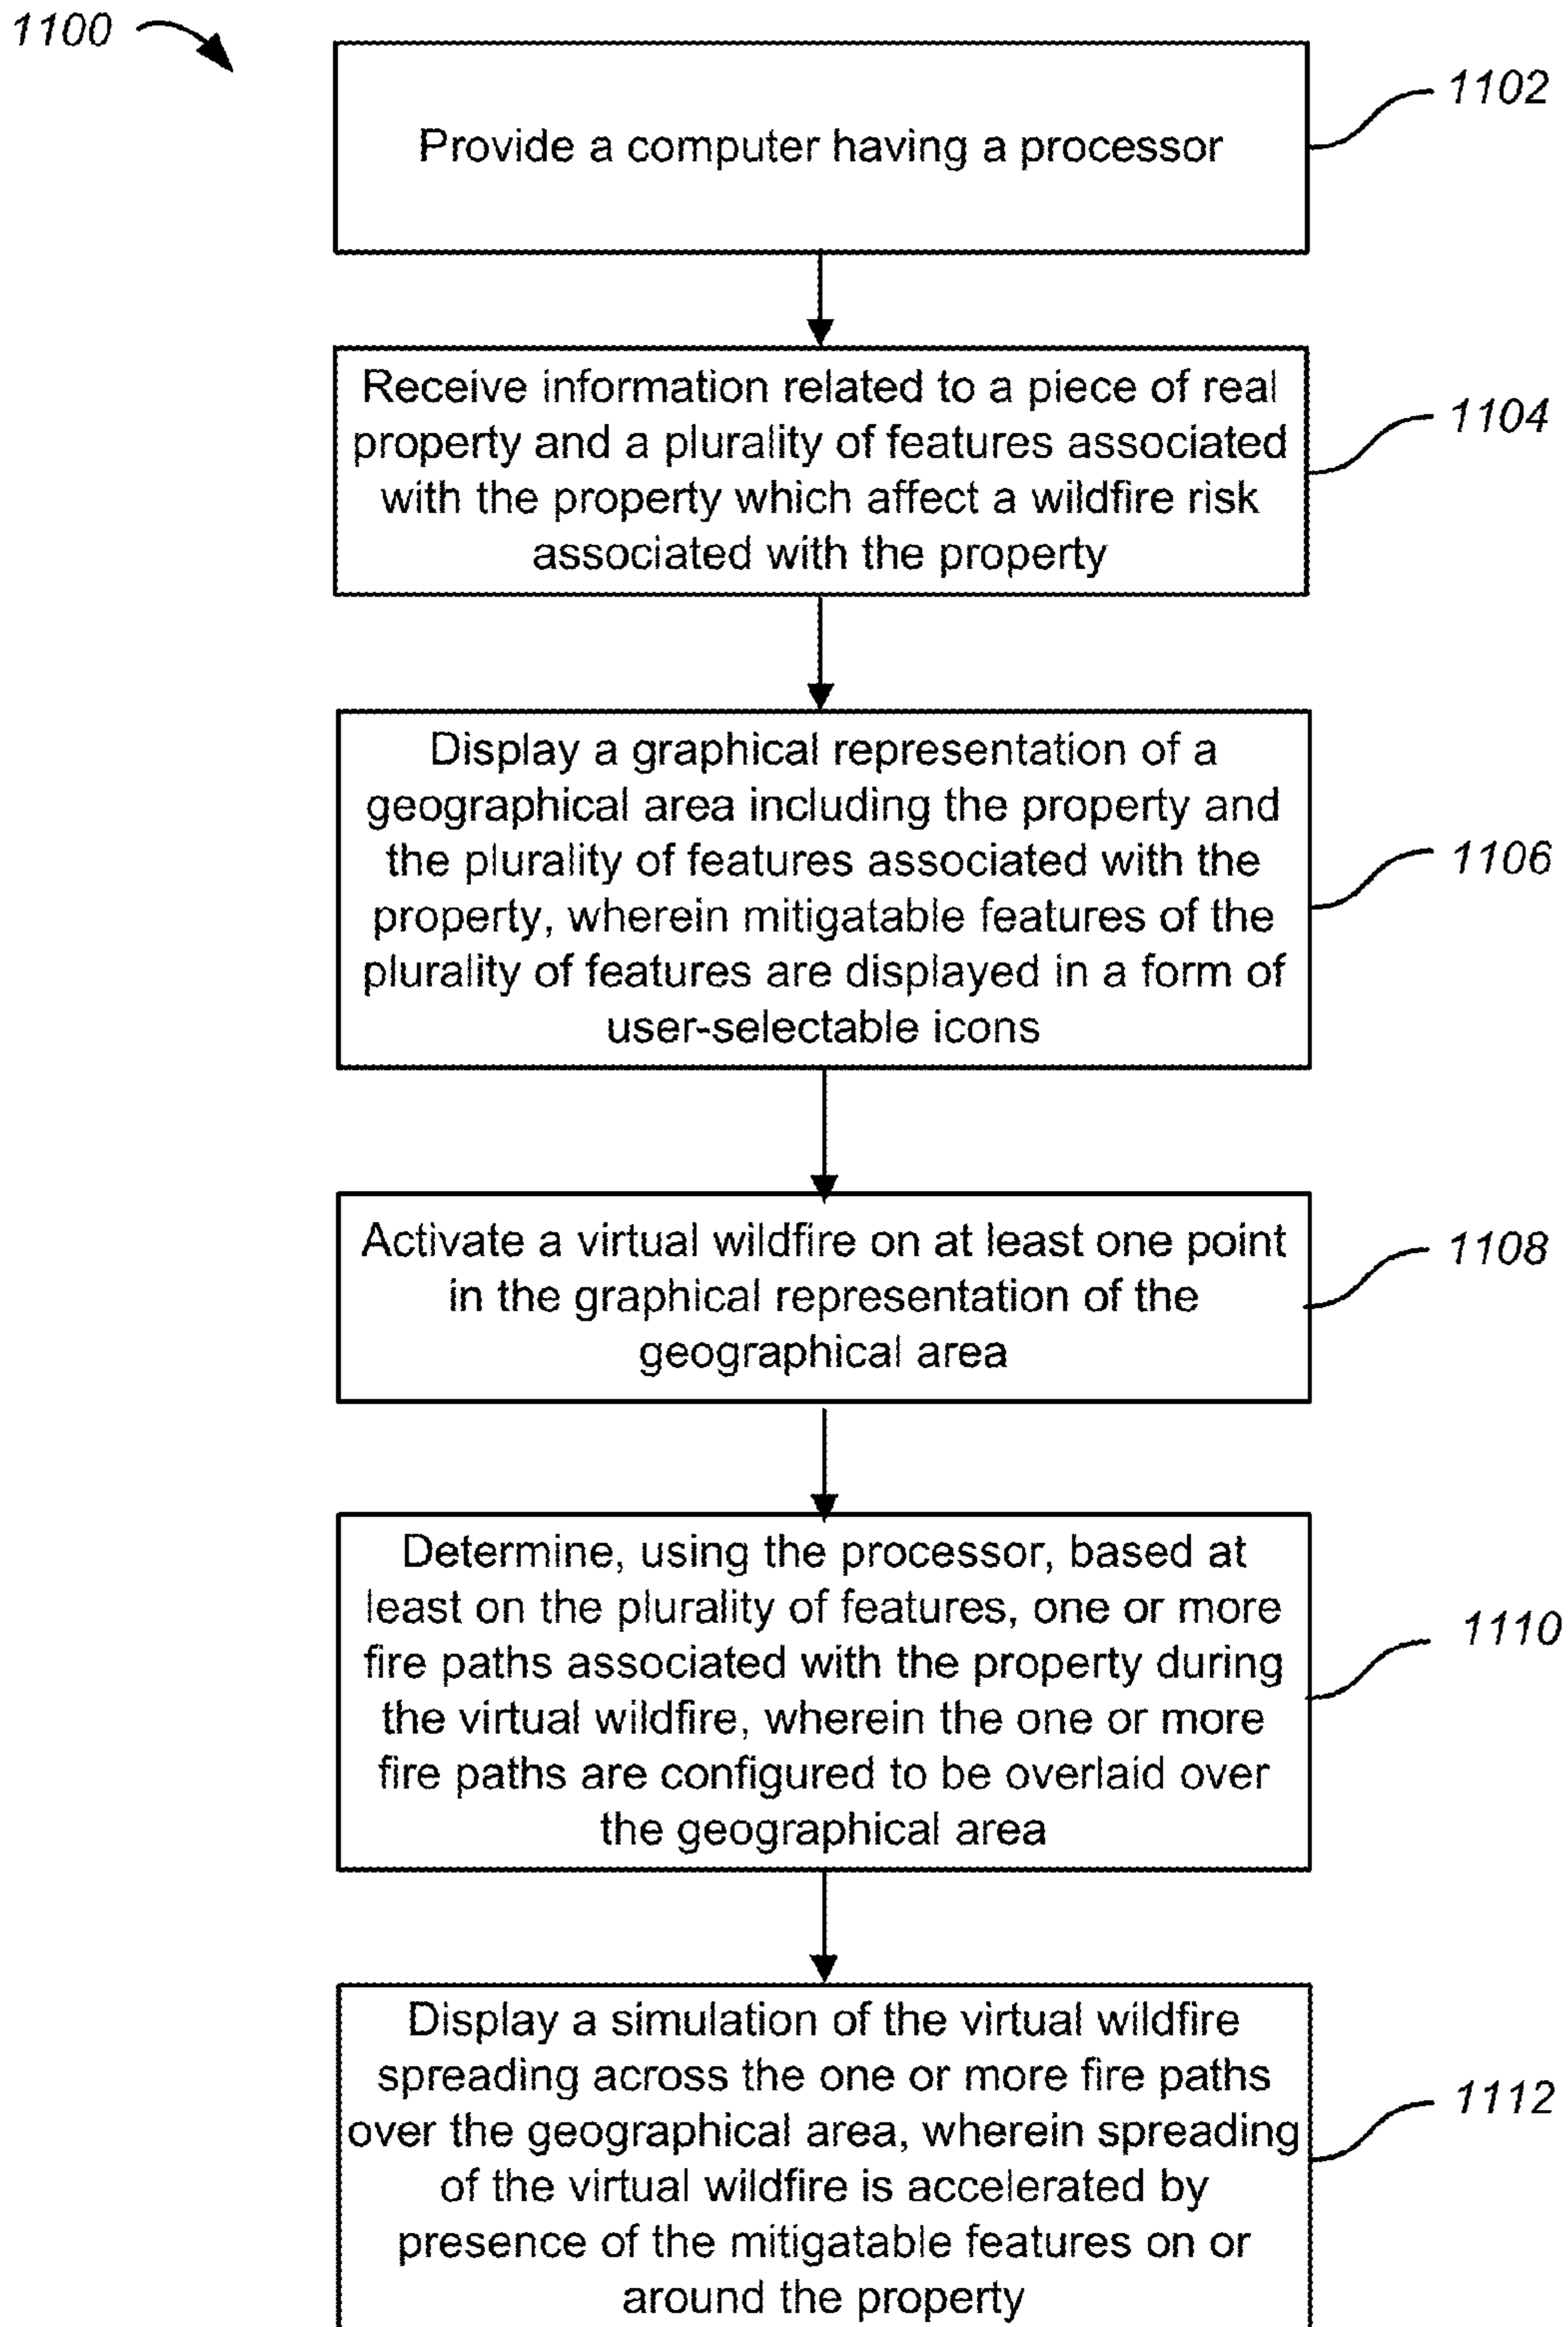 1100
1102
Provide a computer having a processor
Receive information related to a piece of real
property and a plurality of features associated
with the property which affect a wildfire risk
associated with the property
1104
Display a graphical representation of a
geographical area including the property and
the plurality of features associated with the
property, wherein mitigatable features of the
plurality of features are displayed in a form of
user-selectable icons
1106
Activate a virtual wildfire on at least one point
in the graphical representation of the
geographical area
1108
Determine, using the processor, based at
least on the plurality of features, one or more
fire paths associated with the property during
the virtual wildfire, wherein the one or more
fire paths are configured to be overlaid over
the geographical area
1110
Display a simulation of the virtual wildfire
spreading across the one or more fire paths
over the geographical area, wherein spreading
of the virtual wildfire is accelerated by
presence of the mitigatable features on or
around the property
1112